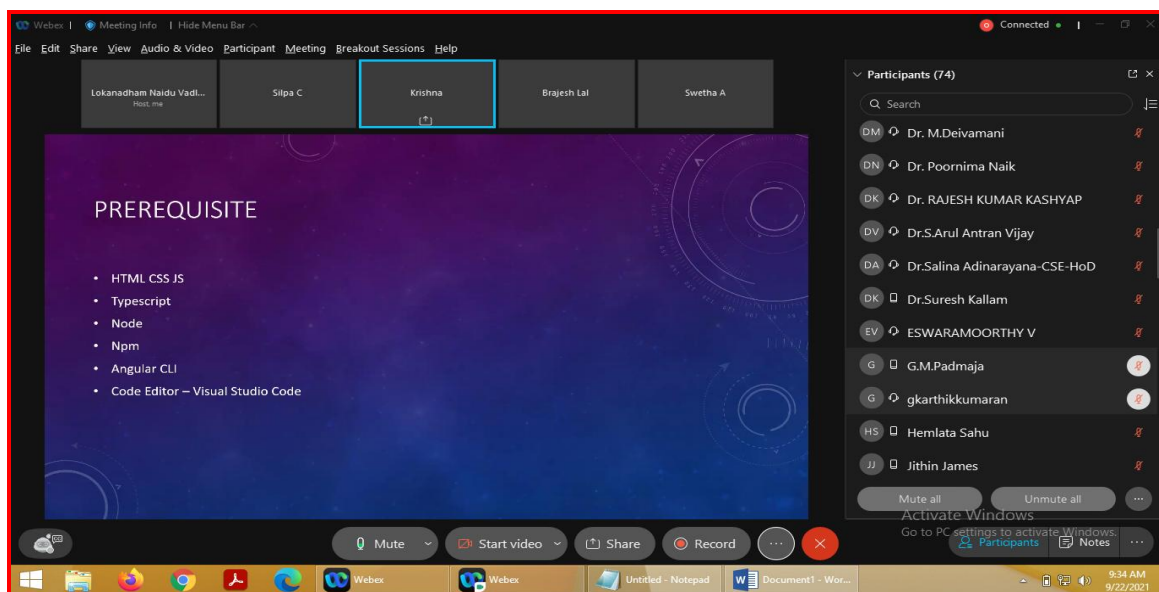 Webex | Meeting Info | Hide Menu Bar
Connected
File Edit Share View Audio & Video Participant Meeting Breakout Sessions Help
Lokanadham Naidu Vadl...
Host, me
Silpa C
Krishna
Brajesh Lal
Swetha A
PREREQUISITE
• HTML CSS JS
• Typescript
• Node
• Npm
• Angular CLI
• Code Editor – Visual Studio Code
Participants (74)
Search
DM Dr. M.Deivamani
DN Dr. Poornima Naik
DK Dr. RAJESH KUMAR KASHYAP
DV Dr.S.Arul Antran Vijay
DA Dr.Salina Adinarayana-CSE-HoD
DK Dr.Suresh Kallam
EV ESWARAMOORTHY V
G G.M.Padmaja
G gkarthikkumaran
HS Hemlata Sahu
JJ Jithin James
Mute all Unmute all
Activate Windows
Go to PC settings to activate Windows.
Mute Start video Share Record
Participants Notes
Webex Webex Untitled - Notepad Document1 - Wor...
9:34 AM
9/22/2021